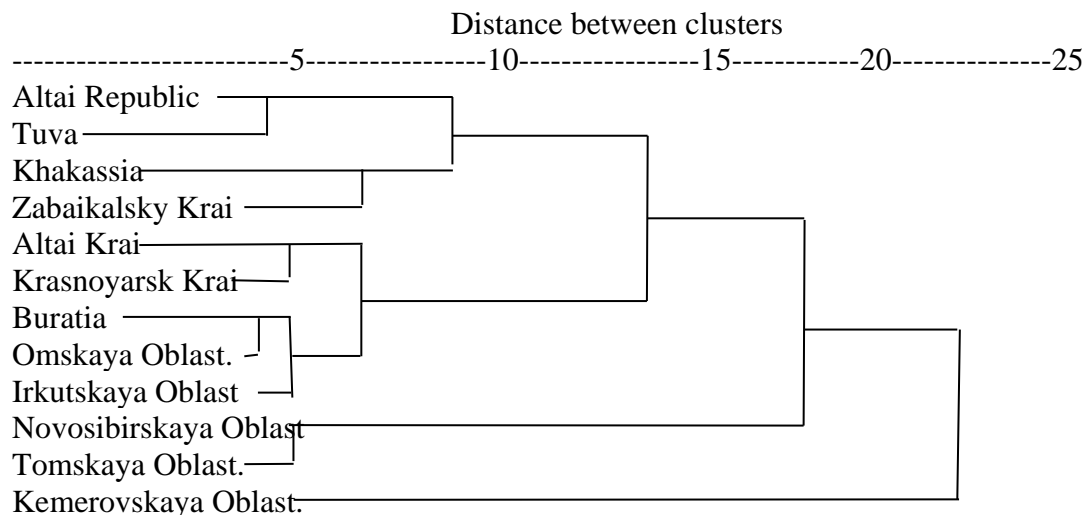 Distance between clusters
-----------------------5---------------10---------------15-----------20-------------25
Altai Republic
Tuva
Khakassia
Zabaikalsky Krai
Altai Krai
Krasnoyarsk Krai
Buratia
Omskaya Oblast.
Irkutskaya Oblast
Novosibirskaya Oblast
Tomskaya Oblast.
Kemerovskaya Oblast.